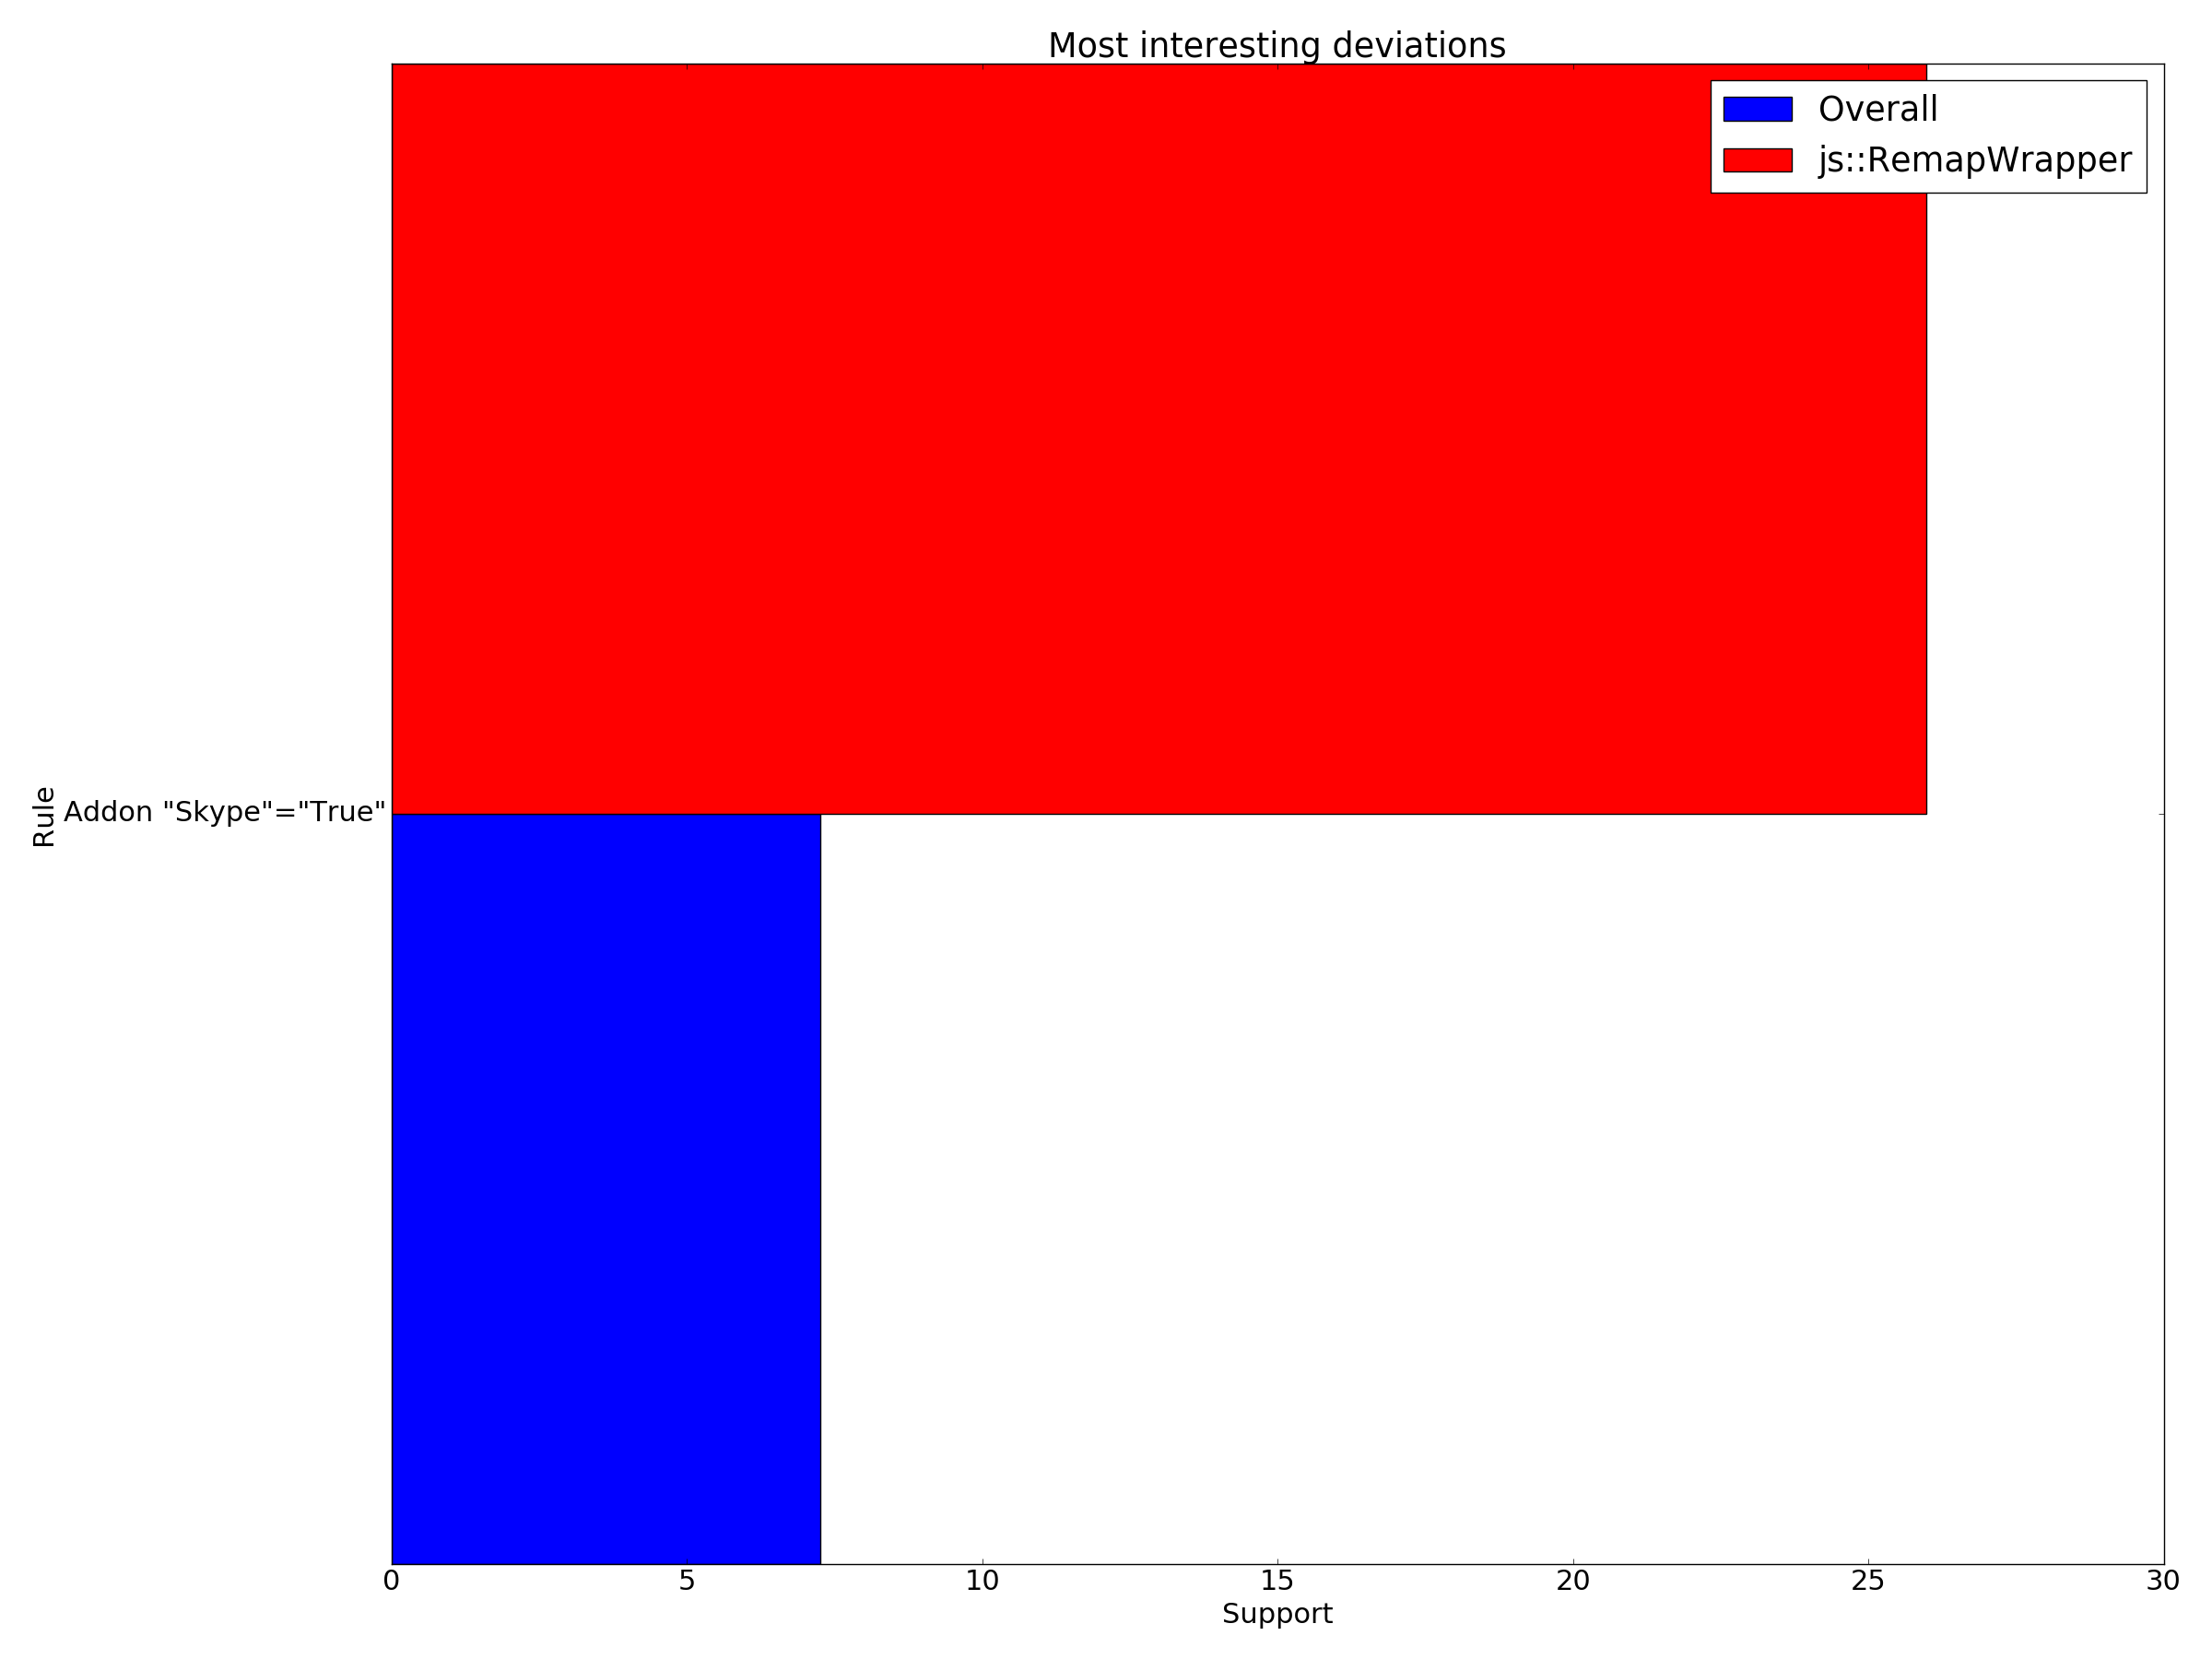 Most interesting deviations
Overall
js::RemapWrapper
Rule
Addon "Skype"="True"
0 5 10 15 20 25 30
Support